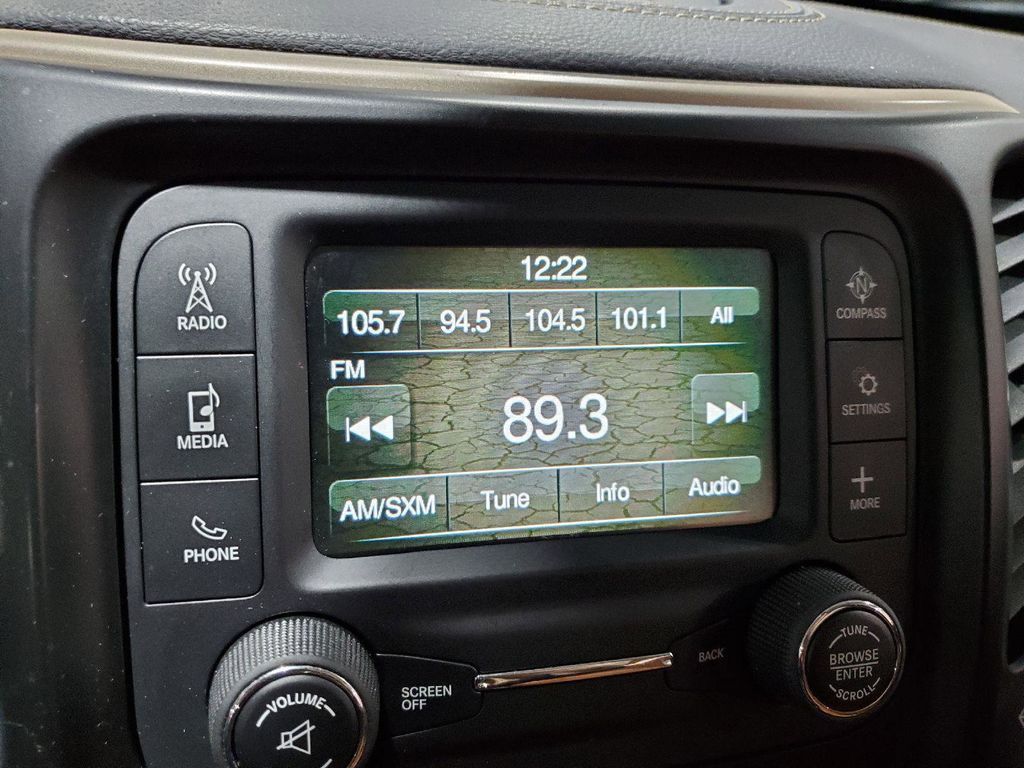 12:22
105.7 94.5 104.5 101.1 All
FM
89.3
AM/SXM Tune Info Audio
RADIO
MEDIA
PHONE
N
COMPASS
SETTINGS
MORE
VOLUME
SCREEN
OFF
BACK
TUNE
BROWSE
ENTER
SCROLL